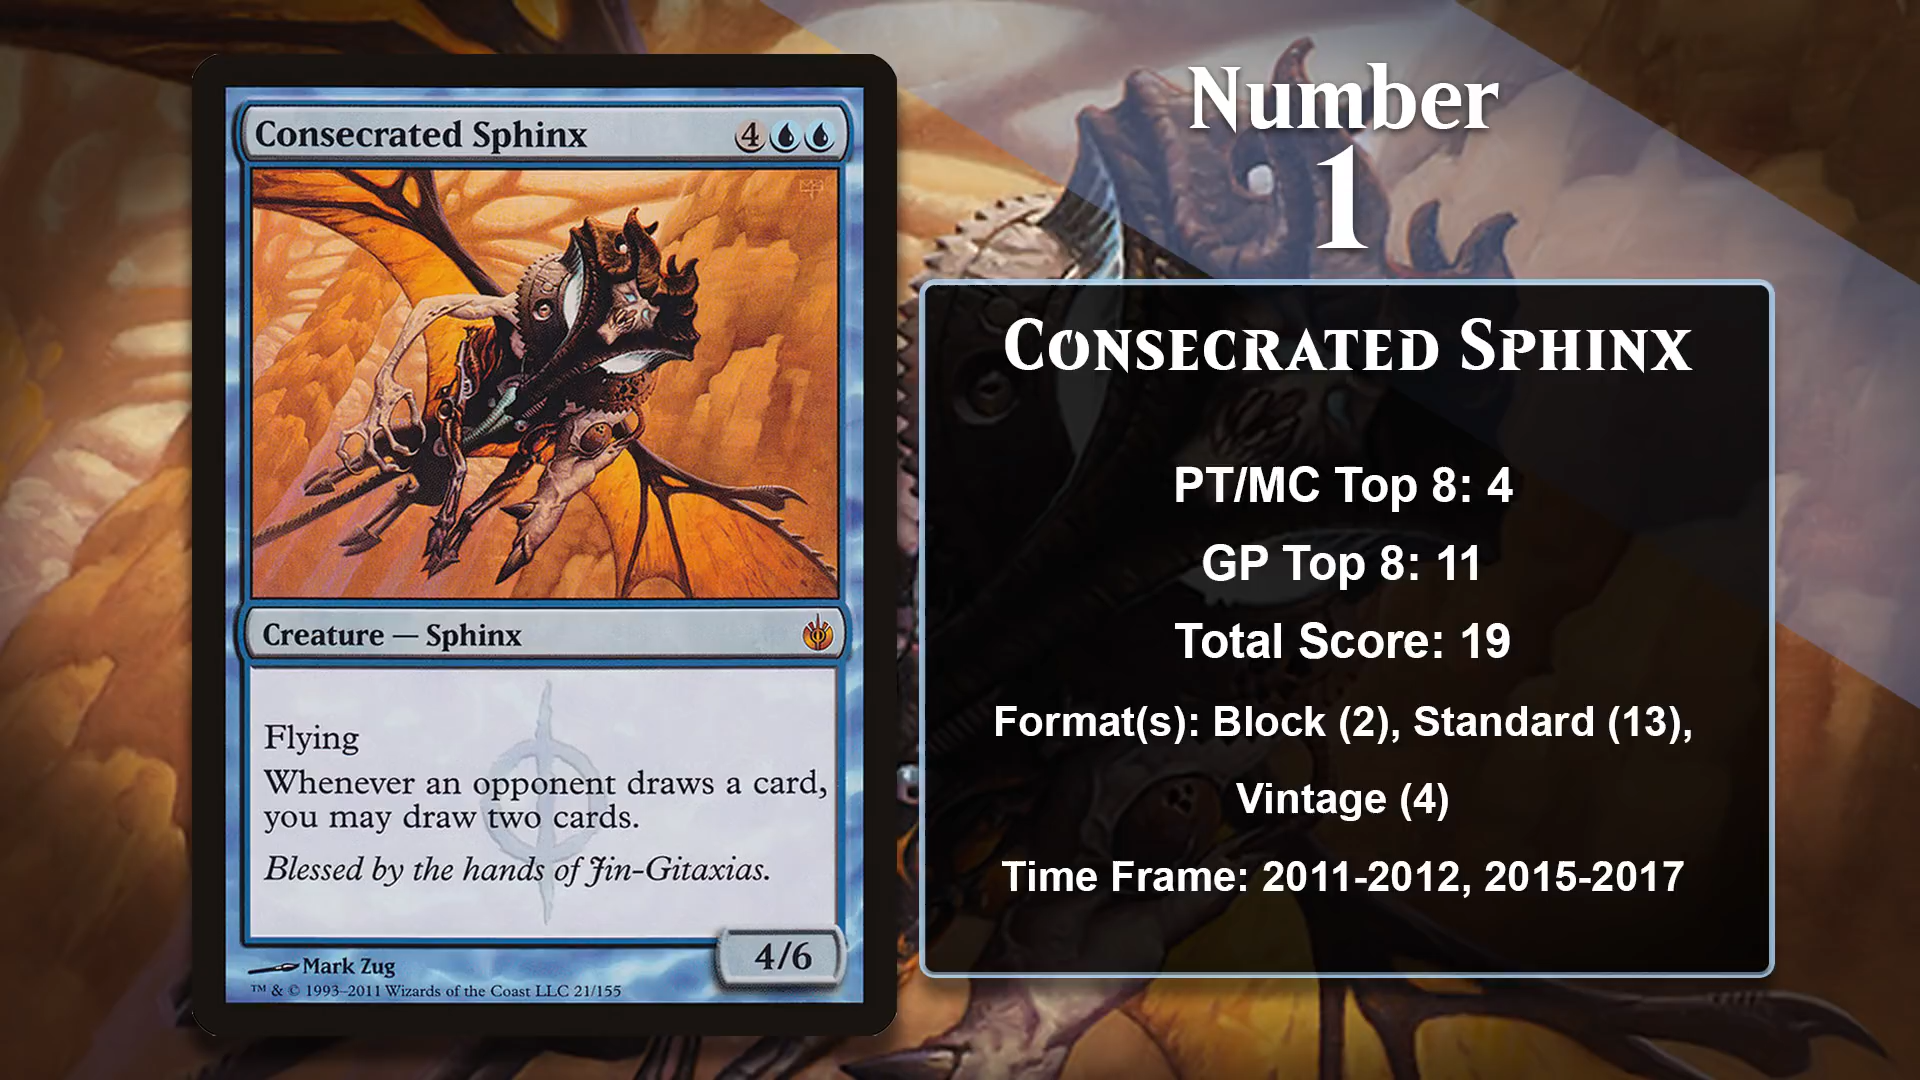 Consecrated Sphinx 4
Creature — Sphinx
Flying
Whenever an opponent draws a card,
you may draw two cards.
Blessed by the hands of Jin-Gitaxias.
4/6
Mark Zug
™ & © 1993–2011 Wizards of the Coast LLC 21/155
Number
1
Consecrated Sphinx
PT/MC Top 8: 4
GP Top 8: 11
Total Score: 19
Format(s): Block (2), Standard (13),
Vintage (4)
Time Frame: 2011-2012, 2015-2017